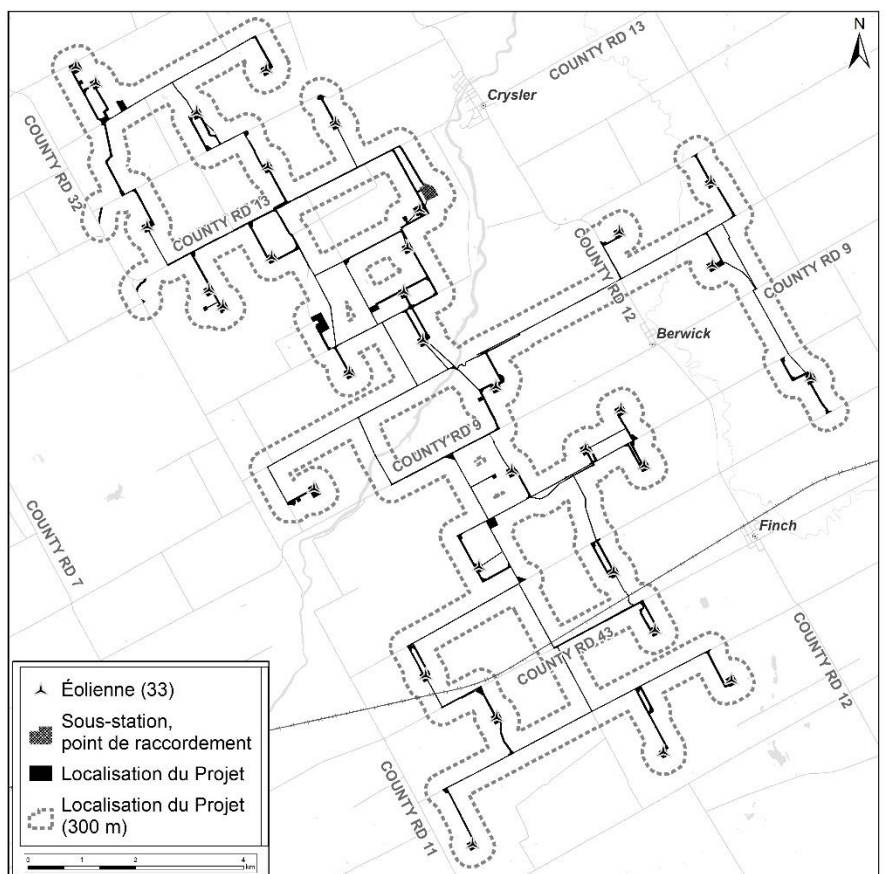 N
COUNTY RD 13
Crysler
COUNTY RD 32
COUNTY RD 13
COUNTY RD 9
COUNTY RD 12
Berwick
COUNTY RD 9
COUNTY RD 7
Finch
COUNTY RD 43
COUNTY RD 12
COUNTY RD 11
Éolienne (33)
Sous-station,
point de raccordement
Localisation du Projet
Localisation du Projet
(300 m)
0 1 2 4
km